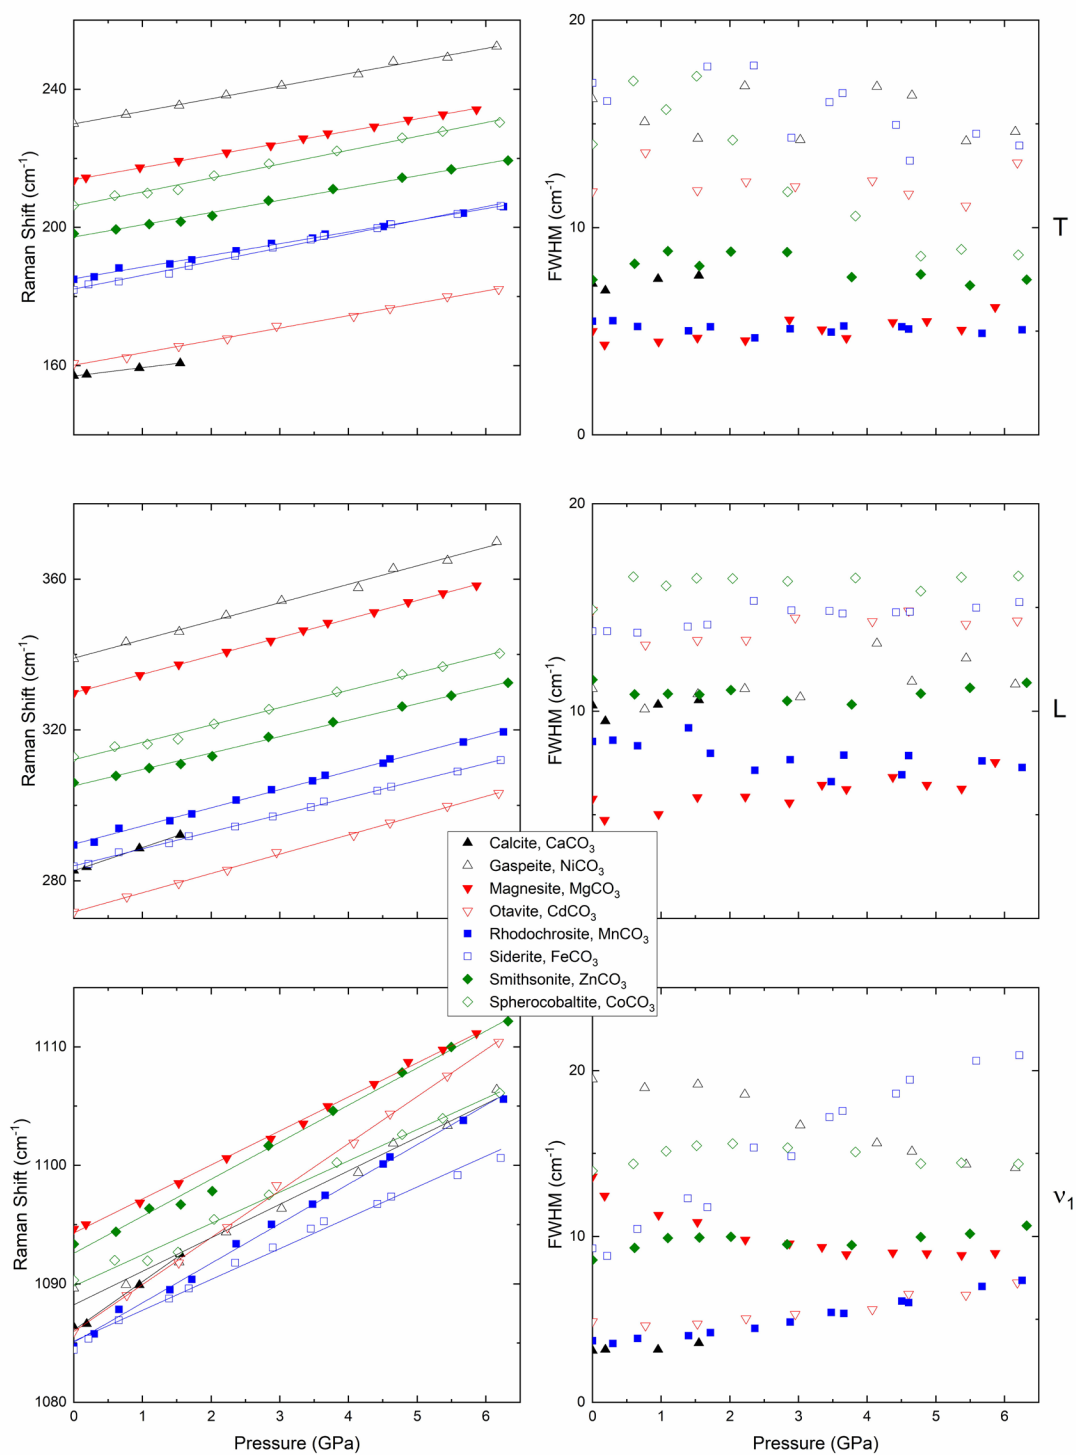 240
200
160
Raman Shift (cm⁻¹)
20
10
0
FWHM (cm⁻¹)
T
360
320
280
Raman Shift (cm⁻¹)
20
10
FWHM (cm⁻¹)
L
Calcite, CaCO₃
Gaspeite, NiCO₃
Magnesite, MgCO₃
Otavite, CdCO₃
Rhodochrosite, MnCO₃
Siderite, FeCO₃
Smithsonite, ZnCO₃
Spherocobaltite, CoCO₃
1110
1100
1090
1080
Raman Shift (cm⁻¹)
0 1 2 3 4 5 6
Pressure (GPa)
20
10
0
FWHM (cm⁻¹)
0 1 2 3 4 5 6
Pressure (GPa)
ν₁